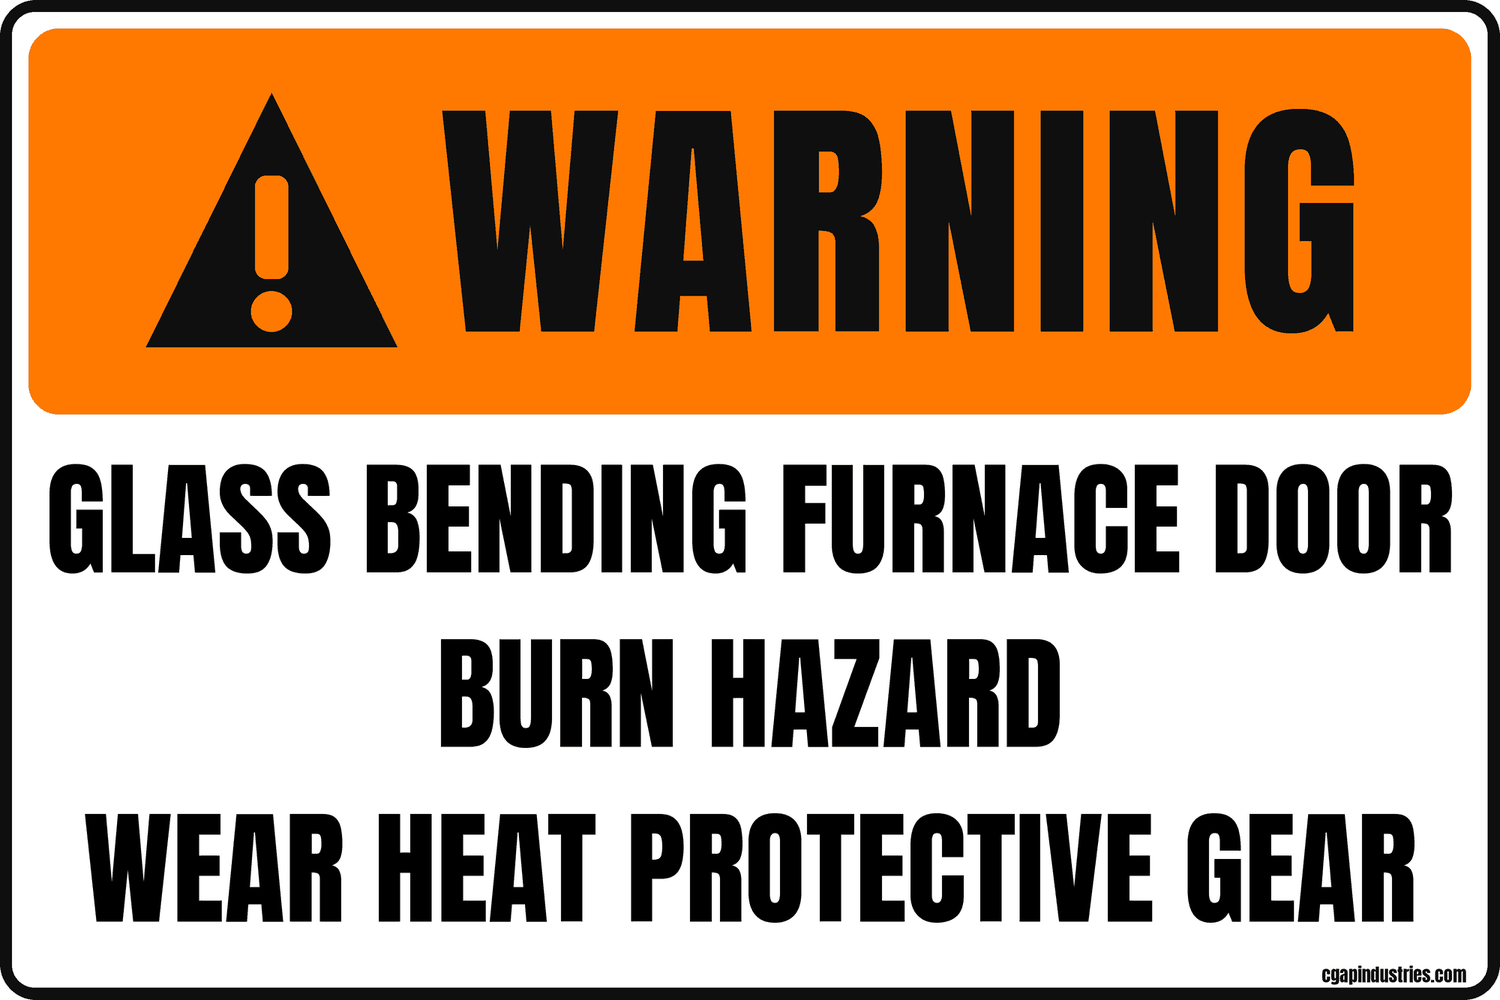 WARNING
GLASS BENDING FURNACE DOOR
BURN HAZARD
WEAR HEAT PROTECTIVE GEAR
cgapindustries.com